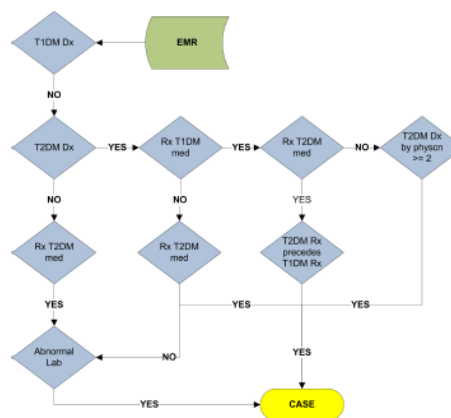 T1DM Dx
EMR
NO
T2DM Dx
YES
Rx T1DM
med
YES
Rx T2DM
med
NO
T2DM Dx
by physcn
>= 2
NO
NO
YES
Rx T2DM
med
Rx T2DM
med
T2DM Rx
precedes
T1DM Rx
YES
YES
YES
Abnormal
Lab
NO
YES
YES
CASE